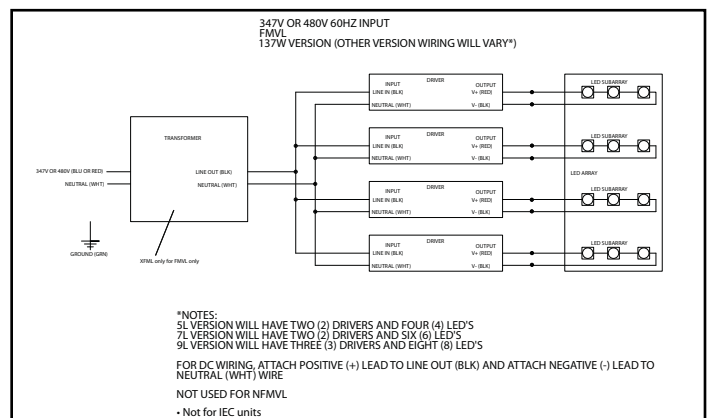 347V OR 480V 60HZ INPUT
FMVL
137W VERSION (OTHER VERSION WIRING WILL VARY*)
INPUT
DRIVER
OUTPUT
LINE IN (BLK)
V+ (RED)
NEUTRAL (WHT)
V- (BLK)
LED SUBARRAY
INPUT
DRIVER
OUTPUT
LINE IN (BLK)
V+ (RED)
NEUTRAL (WHT)
V- (BLK)
LED SUBARRAY
TRANSFORMER
347V OR 480V (BLU OR RED)
LINE OUT (BLK)
NEUTRAL (WHT)
NEUTRAL (WHT)
LED ARRAY
INPUT
DRIVER
OUTPUT
LINE IN (BLK)
V+ (RED)
NEUTRAL (WHT)
V- (BLK)
LED SUBARRAY
INPUT
DRIVER
OUTPUT
LINE IN (BLK)
V+ (RED)
NEUTRAL (WHT)
V- (BLK)
LED SUBARRAY
GROUND (GRN)
XFML only for FMVL only
*NOTES:
5L VERSION WILL HAVE TWO (2) DRIVERS AND FOUR (4) LED'S
7L VERSION WILL HAVE TWO (2) DRIVERS AND SIX (6) LED'S
9L VERSION WILL HAVE THREE (3) DRIVERS AND EIGHT (8) LED'S
FOR DC WIRING, ATTACH POSITIVE (+) LEAD TO LINE OUT (BLK) AND ATTACH NEGATIVE (-) LEAD TO
NEUTRAL (WHT) WIRE
NOT USED FOR NFMVL
• Not for IEC units